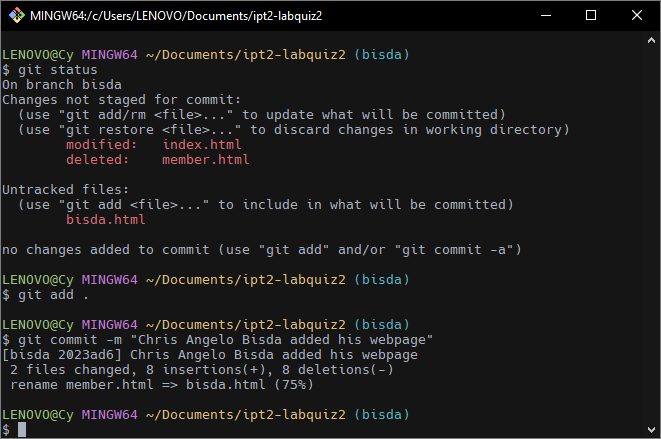 MINGW64:/c/Users/LENOVO/Documents/ipt2-labquiz2
LENOVO@Cy MINGW64 ~/Documents/ipt2-labquiz2 (bisda)
$ git status
On branch bisda
Changes not staged for commit:
  (use "git add/rm <file>..." to update what will be committed)
  (use "git restore <file>..." to discard changes in working directory)
        modified:   index.html
        deleted:    member.html

Untracked files:
  (use "git add <file>..." to include in what will be committed)
        bisda.html

no changes added to commit (use "git add" and/or "git commit -a")

LENOVO@Cy MINGW64 ~/Documents/ipt2-labquiz2 (bisda)
$ git add .

LENOVO@Cy MINGW64 ~/Documents/ipt2-labquiz2 (bisda)
$ git commit -m "Chris Angelo Bisda added his webpage"
[bisda 2023ad6] Chris Angelo Bisda added his webpage
 2 files changed, 8 insertions(+), 8 deletions(-)
 rename member.html => bisda.html (75%)

LENOVO@Cy MINGW64 ~/Documents/ipt2-labquiz2 (bisda)
$